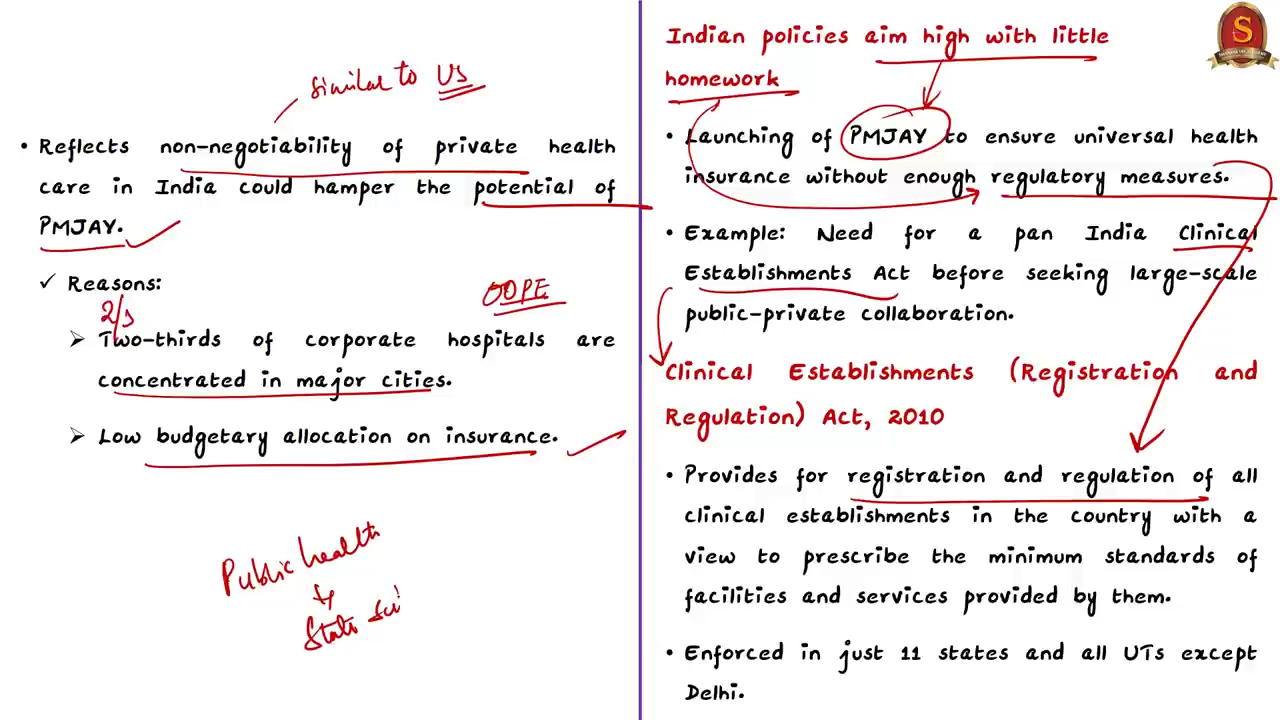 similar to US
• Reflects non-negotiability of private health
care in India could hamper the potential of
PMJAY.
✓ Reasons:
OOPE
2/3
➢ Two-thirds of corporate hospitals are
concentrated in major cities.
➢ Low budgetary allocation on insurance.
Public health
State
Indian policies aim high with little
homework
• Launching of PMJAY to ensure universal health
insurance without enough regulatory measures.
• Example: Need for a pan India Clinical
Establishments Act before seeking large-scale
public-private collaboration.
Clinical Establishments (Registration and
Regulation) Act, 2010
• Provides for registration and regulation of all
clinical establishments in the country with a
view to prescribe the minimum standards of
facilities and services provided by them.
• Enforced in just 11 states and all UTs except
Delhi.
S